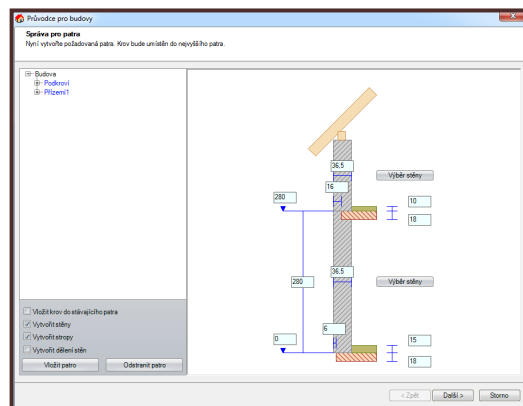 Průvodce pro budovy
Správa pro patra
Nyní vytvořte požadovaná patra. Krov bude umístěn do nejvyššího patra.
Budova
Podkroví
Přízemí1
36,5
Výběr stěny
16
280
10
18
36,5
280
Výběr stěny
6
0
15
18
Vložit krov do stávajícího patra
Vytvořit stěny
Vytvořit stropy
Vytvořit dělení stěn
Vložit patro
Odstranit patro
< Zpět
Další >
Storno